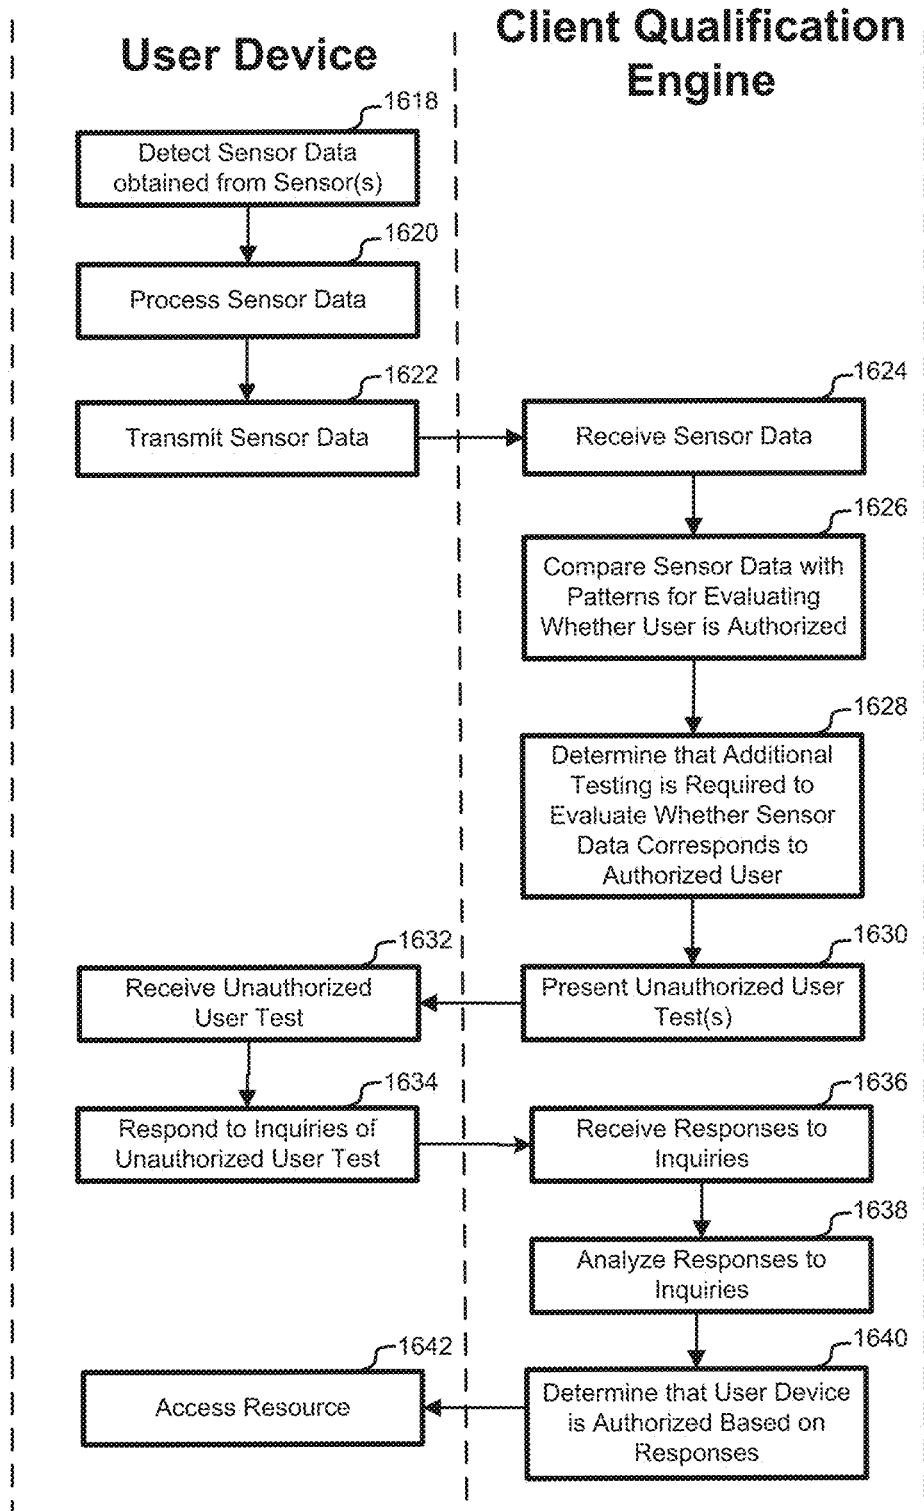 User Device
Client Qualification
Engine
1618
Detect Sensor Data
obtained from Sensor(s)
1620
Process Sensor Data
1622
Transmit Sensor Data
1624
Receive Sensor Data
1626
Compare Sensor Data with
Patterns for Evaluating
Whether User is Authorized
1628
Determine that Additional
Testing is Required to
Evaluate Whether Sensor
Data Corresponds to
Authorized User
1630
Present Unauthorized User
Test(s)
1632
Receive Unauthorized
User Test
1634
Respond to Inquiries of
Unauthorized User Test
1636
Receive Responses to
Inquiries
1638
Analyze Responses to
Inquiries
1640
Determine that User Device
is Authorized Based on
Responses
1642
Access Resource